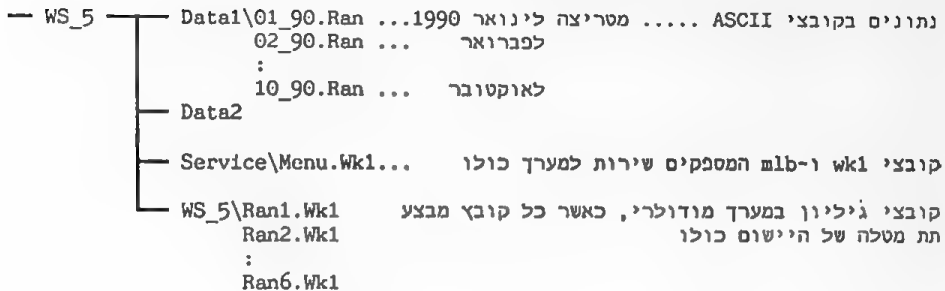 WS_5 Data1\01_90.Ran ... נתונים בקובצי ASCII ..... מטריצה לינואר 1990
02_90.Ran ... לפברואר
:
10_90.Ran ... לאוקטובר
Data2
Service\Menu.Wk1... קובצי wk1 ו-mlb המספקים שירות למערך כולו
WS_5\Ran1.Wk1 קובצי גיליון במערך מודולרי, כאשר כל קובץ מבצע
Ran2.Wk1 תת מטלה של היישום כולו
:
Ran6.Wk1